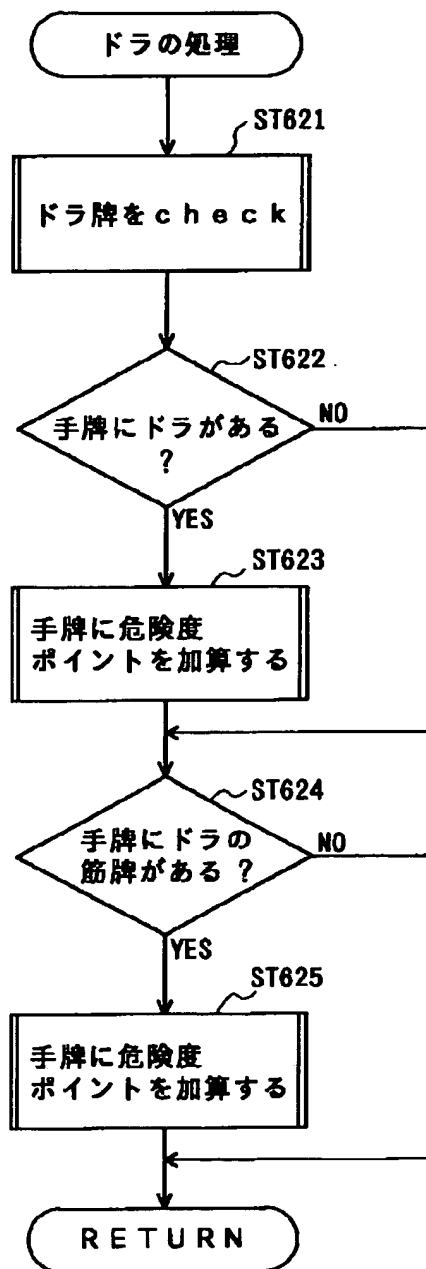 ドラの処理
ST621
ドラ牌をcheck
ST622
手牌にドラがある
?
NO
YES
ST623
手牌に危険度
ポイントを加算する
ST624
手牌にドラの
筋牌がある ?
NO
YES
ST625
手牌に危険度
ポイントを加算する
RETURN